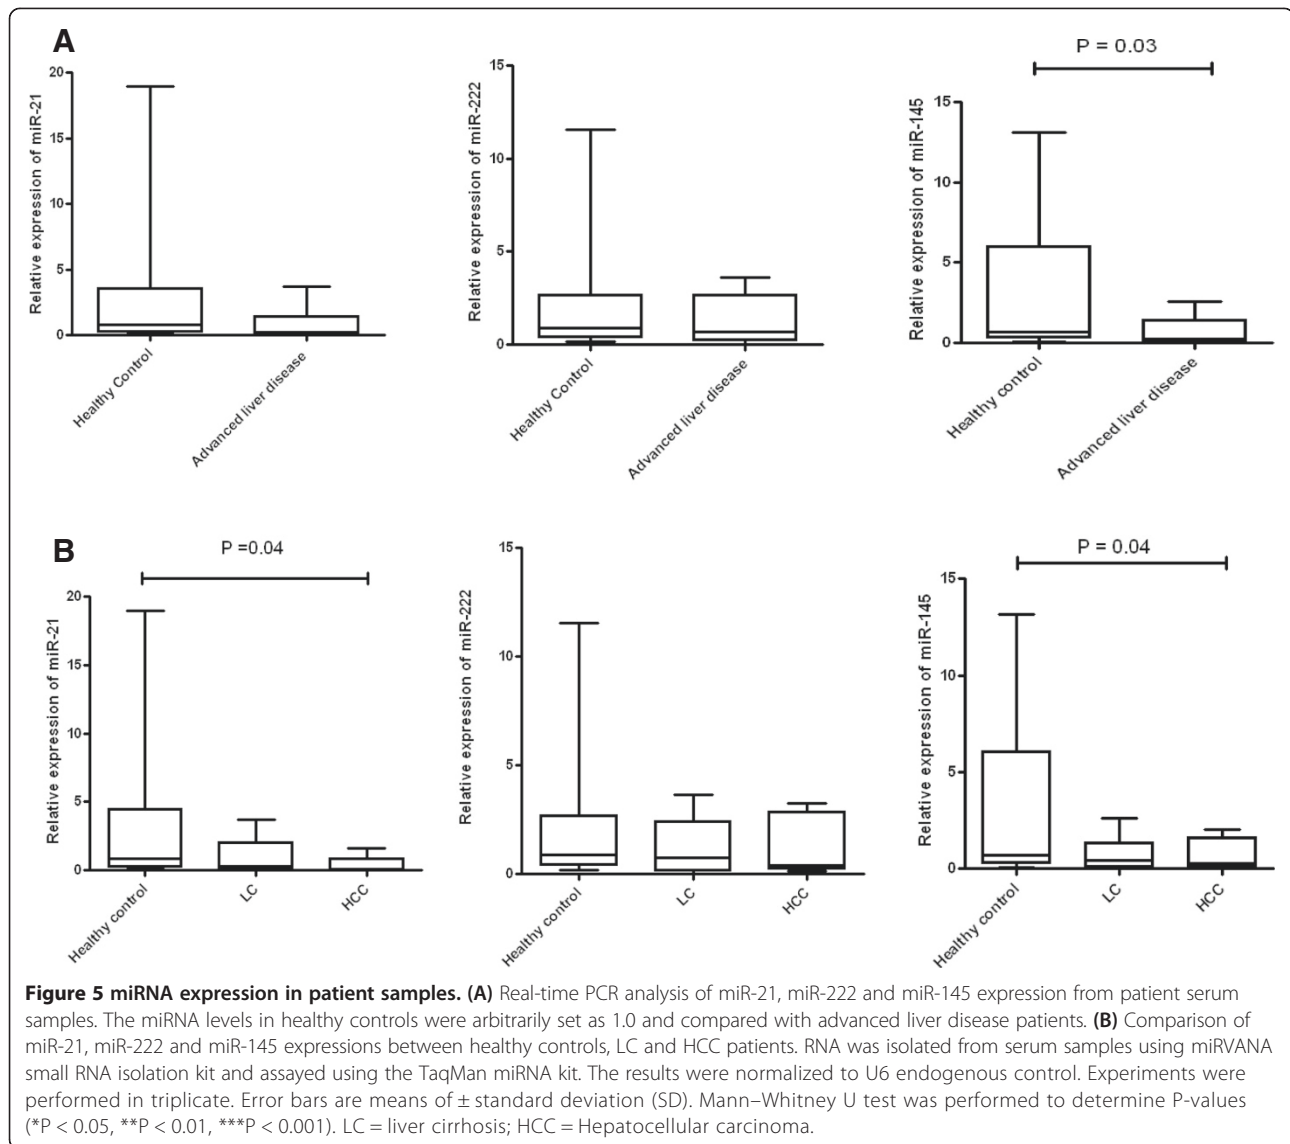 A
Relative expression of miR-21
20
15
10
5
0
Healthy Control
Advanced liver disease
Relative expression of miR-222
15
10
5
0
Healthy Control
Advanced liver disease
P = 0.03
Relative expression of miR-145
15
10
5
0
Healthy control
Advanced liver disease
B
P =0.04
Relative expression of miR-21
20
15
10
5
0
Healthy control
LC
HCC
Relative expression of miR-222
15
10
5
0
Healthy control
LC
HCC
P = 0.04
Relative expression of miR-145
15
10
5
0
Healthy control
LC
HCC
Figure 5 miRNA expression in patient samples. (A) Real-time PCR analysis of miR-21, miR-222 and miR-145 expression from patient serum
samples. The miRNA levels in healthy controls were arbitrarily set as 1.0 and compared with advanced liver disease patients. (B) Comparison of
miR-21, miR-222 and miR-145 expressions between healthy controls, LC and HCC patients. RNA was isolated from serum samples using miRVANA
small RNA isolation kit and assayed using the TaqMan miRNA kit. The results were normalized to U6 endogenous control. Experiments were
performed in triplicate. Error bars are means of ± standard deviation (SD). Mann–Whitney U test was performed to determine P-values
(*P < 0.05, **P < 0.01, ***P < 0.001). LC = liver cirrhosis; HCC = Hepatocellular carcinoma.